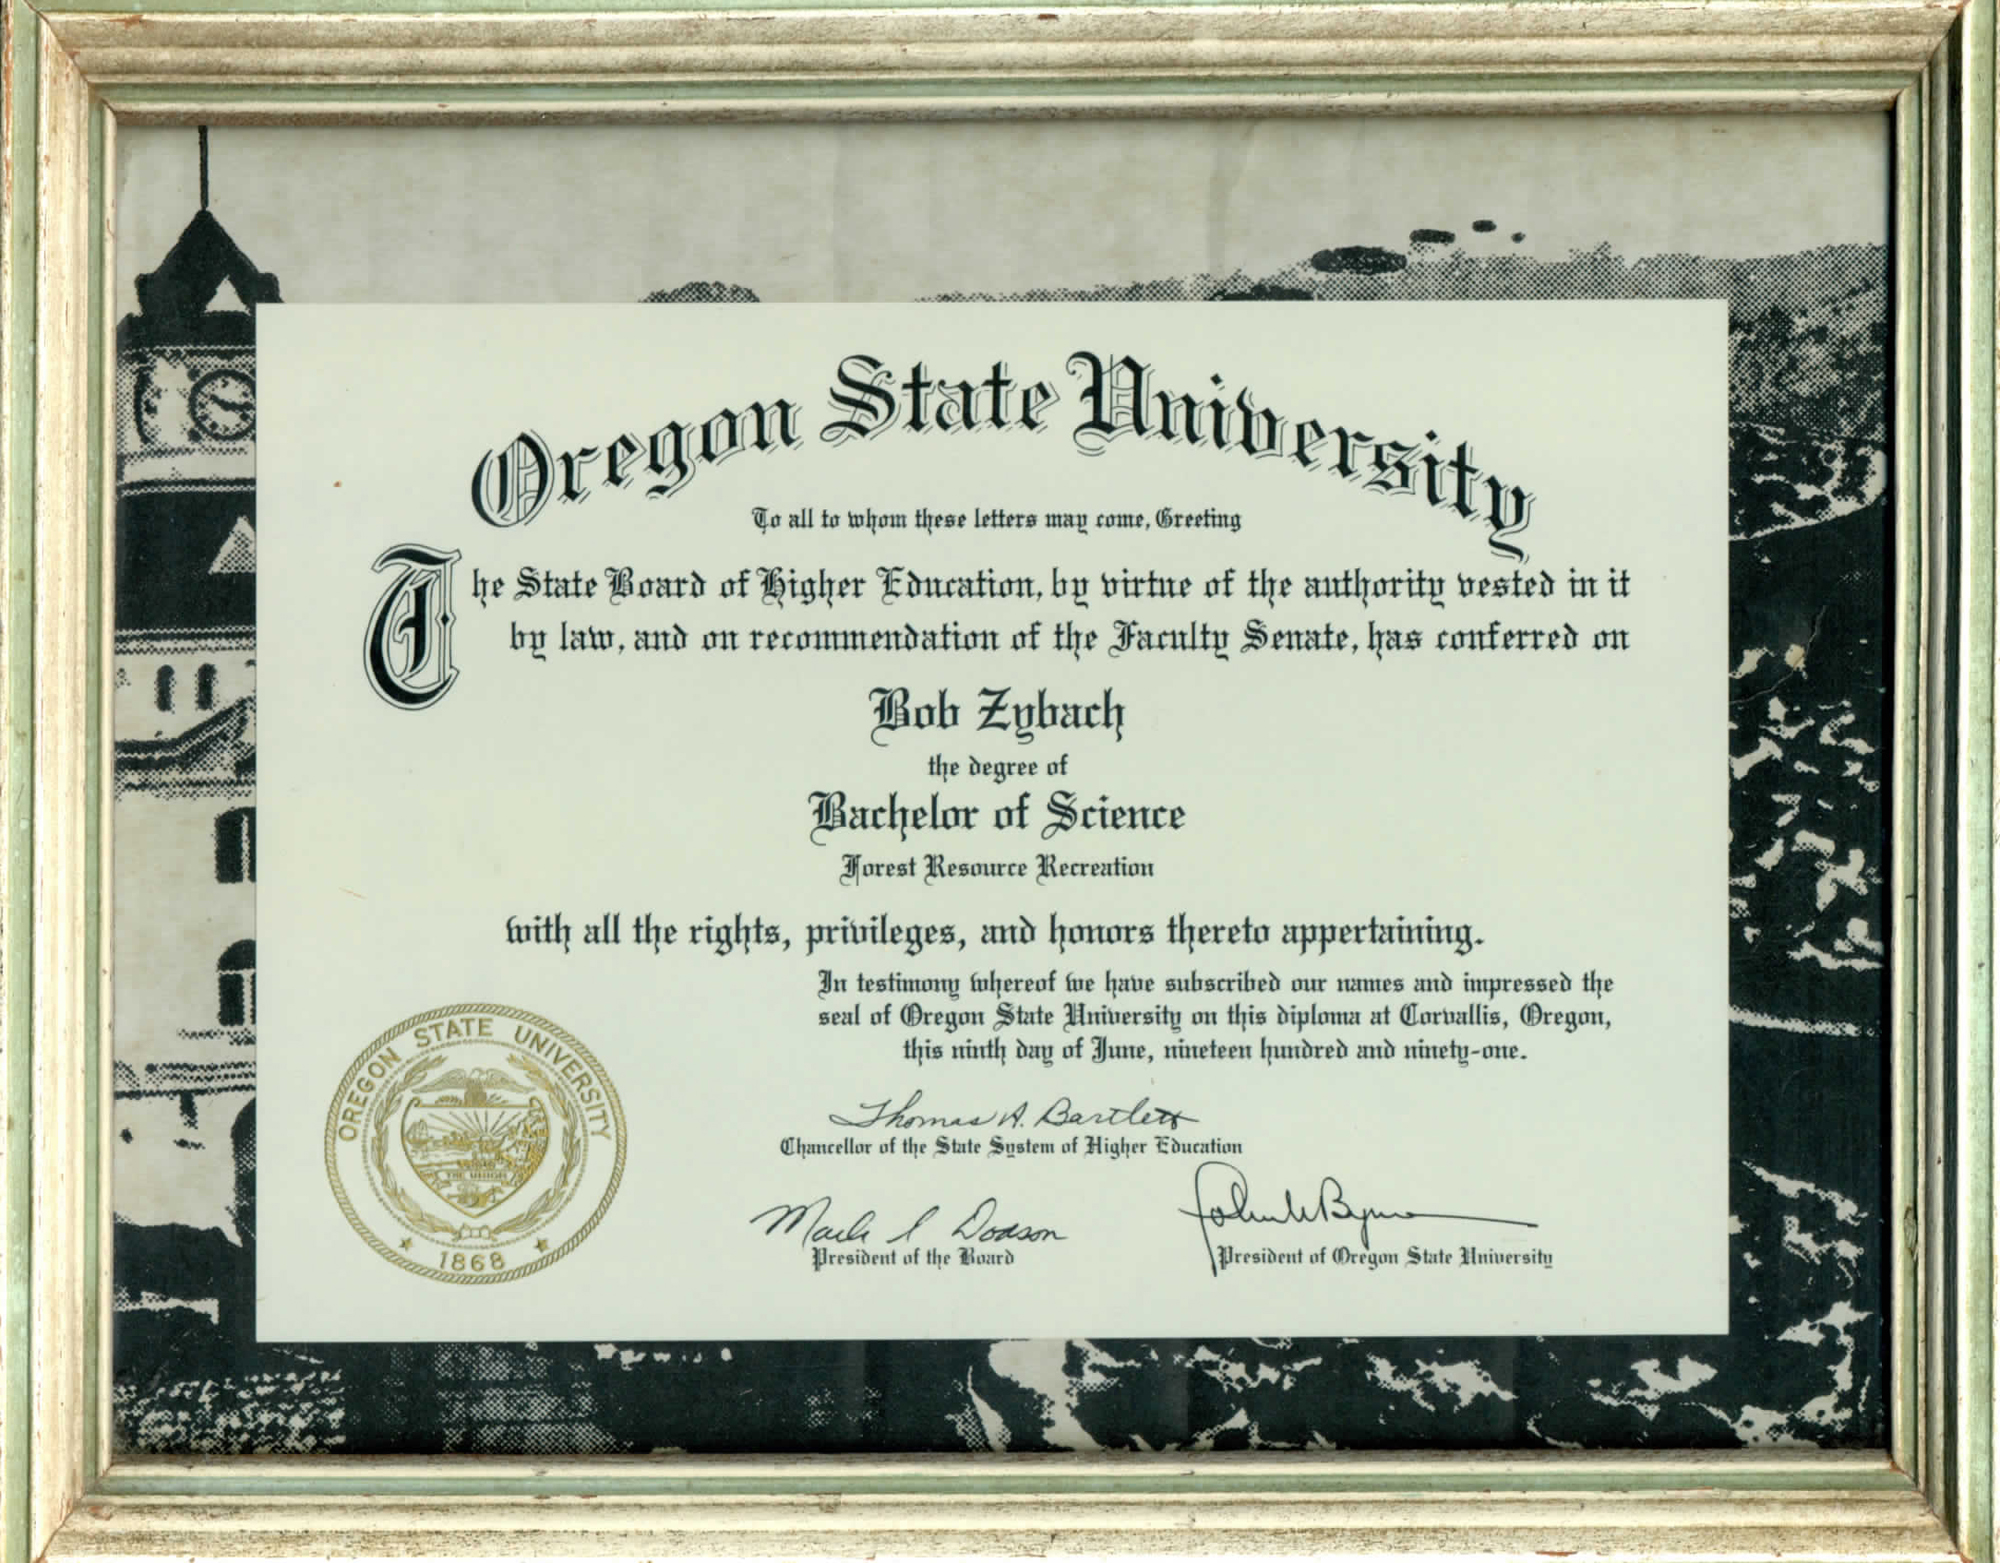 Oregon State University
To all to whom these letters may come, Greeting
The State Board of Higher Education, by virtue of the authority vested in it
by law, and on recommendation of the Faculty Senate, has conferred on
Bob Zybach
the degree of
Bachelor of Science
Forest Resource Recreation
with all the rights, privileges, and honors thereto appertaining.
In testimony whereof we have subscribed our names and impressed the
seal of Oregon State University on this diploma at Corvallis, Oregon,
this ninth day of June, nineteen hundred and ninety-one.
OREGON STATE UNIVERSITY
THE UNION
1868
Thomas A. Bartlett
Chancellor of the State System of Higher Education
Mark S Dodson
President of the Board
John V Byrne
President of Oregon State University